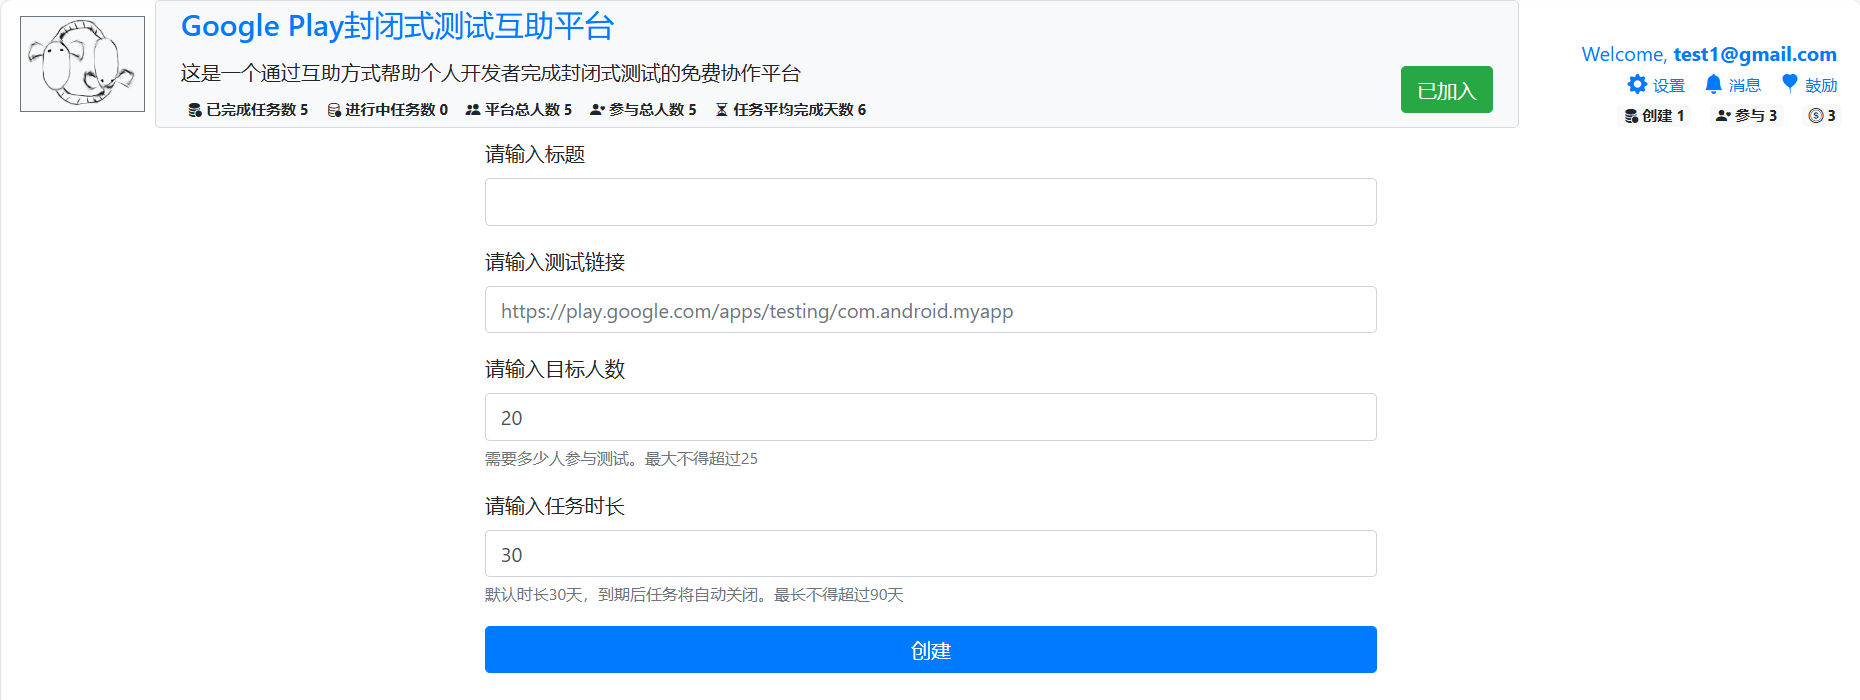 Google Play封闭式测试互助平台
这是一个通过互助方式帮助个人开发者完成封闭式测试的免费协作平台
已完成任务数 5 进行中任务数 0 平台总人数 5 参与总人数 5 任务平均完成天数 6
已加入
Welcome, test1@gmail.com
设置 消息 鼓励
创建 1 参与 3 3
请输入标题
请输入测试链接
https://play.google.com/apps/testing/com.android.myapp
请输入目标人数
20
需要多少人参与测试。最大不得超过25
请输入任务时长
30
默认时长30天，到期后任务将自动关闭。最长不得超过90天
创建